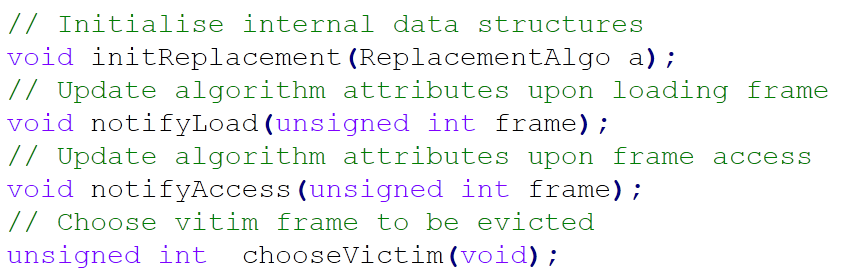 // Initialise internal data structures
void initReplacement(ReplacementAlgo a);
// Update algorithm attributes upon loading frame
void notifyLoad(unsigned int frame);
// Update algorithm attributes upon frame access
void notifyAccess(unsigned int frame);
// Choose vitim frame to be evicted
unsigned int  chooseVictim(void);